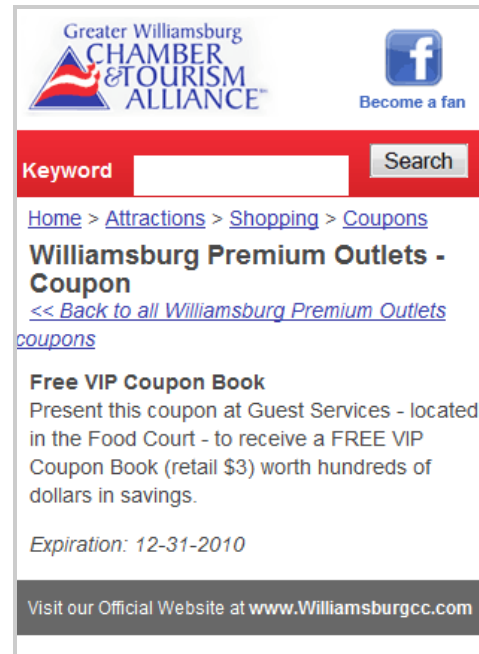 Greater Williamsburg
CHAMBER
& TOURISM
ALLIANCE
f
Become a fan
Keyword
Search
Home > Attractions > Shopping > Coupons
Williamsburg Premium Outlets -
Coupon
<< Back to all Williamsburg Premium Outlets
coupons
Free VIP Coupon Book
Present this coupon at Guest Services - located
in the Food Court - to receive a FREE VIP
Coupon Book (retail $3) worth hundreds of
dollars in savings.
Expiration: 12-31-2010
Visit our Official Website at www.Williamsburgcc.com